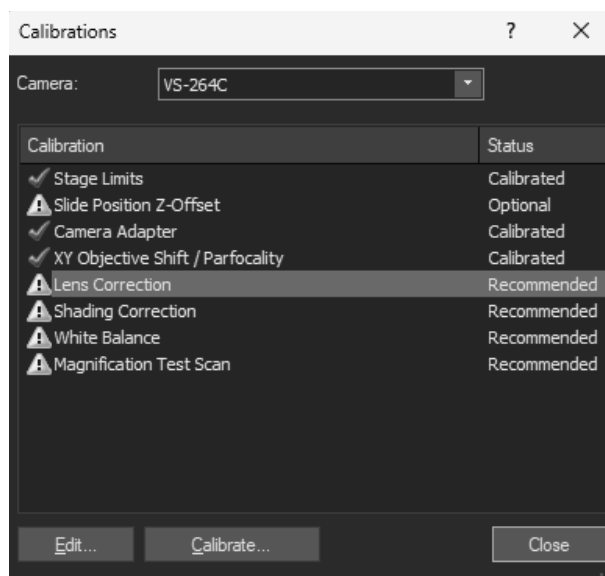 Calibrations ? ×
Camera: VS-264C
Calibration Status
Stage Limits Calibrated
Slide Position Z-Offset Optional
Camera Adapter Calibrated
XY Objective Shift / Parfocality Calibrated
Lens Correction Recommended
Shading Correction Recommended
White Balance Recommended
Magnification Test Scan Recommended
Edit... Calibrate... Close